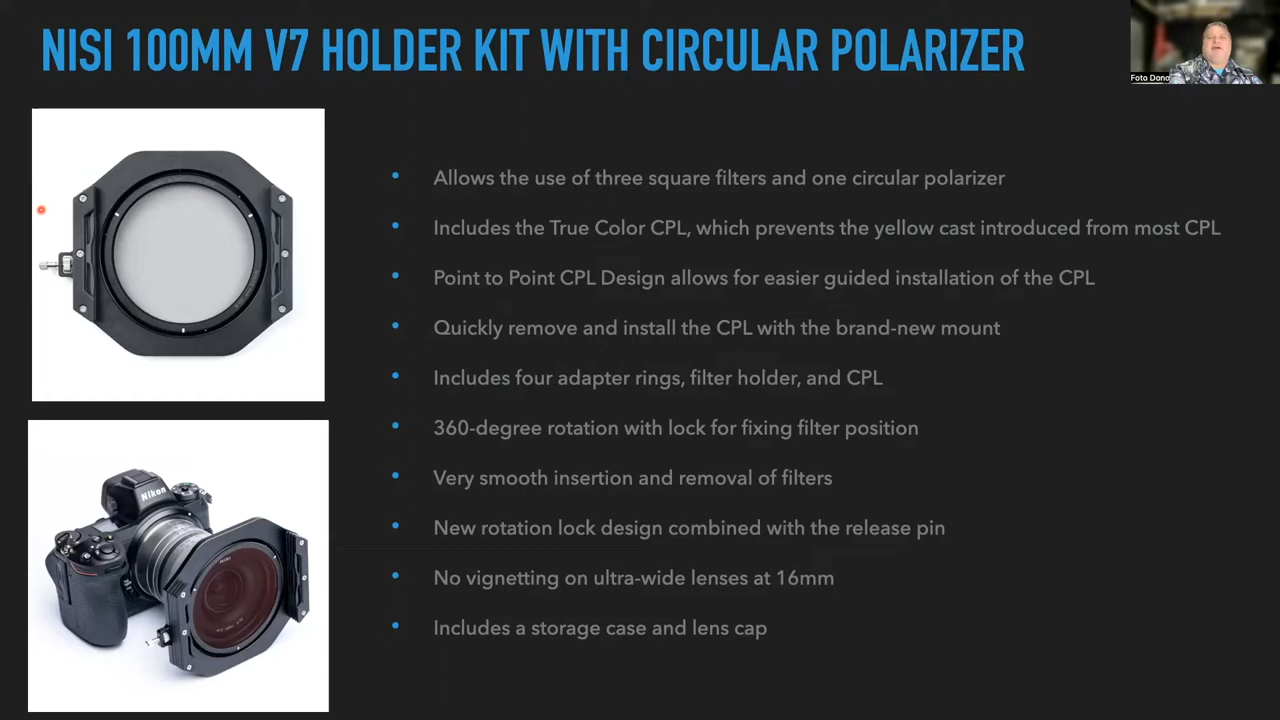 NISI 100MM V7 HOLDER KIT WITH CIRCULAR POLARIZER
Foto Dono
Allows the use of three square filters and one circular polarizer
Includes the True Color CPL, which prevents the yellow cast introduced from most CPL
Point to Point CPL Design allows for easier guided installation of the CPL
Quickly remove and install the CPL with the brand-new mount
Includes four adapter rings, filter holder, and CPL
360-degree rotation with lock for fixing filter position
Very smooth insertion and removal of filters
New rotation lock design combined with the release pin
No vignetting on ultra-wide lenses at 16mm
Includes a storage case and lens cap
Nikon